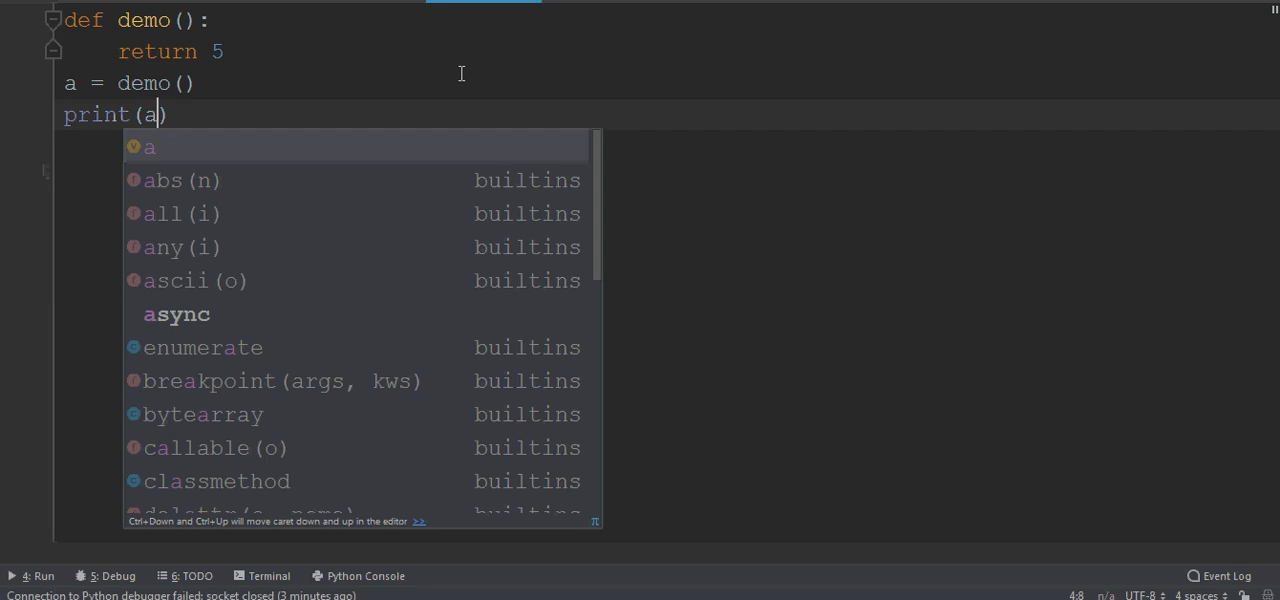 def demo():
    return 5
a = demo()
print(a)
a
abs(n) builtins
all(i) builtins
any(i) builtins
ascii(o) builtins
async
enumerate builtins
breakpoint(args, kws) builtins
bytearray builtins
callable(o) builtins
classmethod builtins
Ctrl+Down and Ctrl+Up will move caret down and up in the editor >> π
4: Run 5: Debug 6: TODO Terminal Python Console Event Log
Connection to Python debugger failed: socket closed (3 minutes ago) 4:8 n/a UTF-8 4 spaces